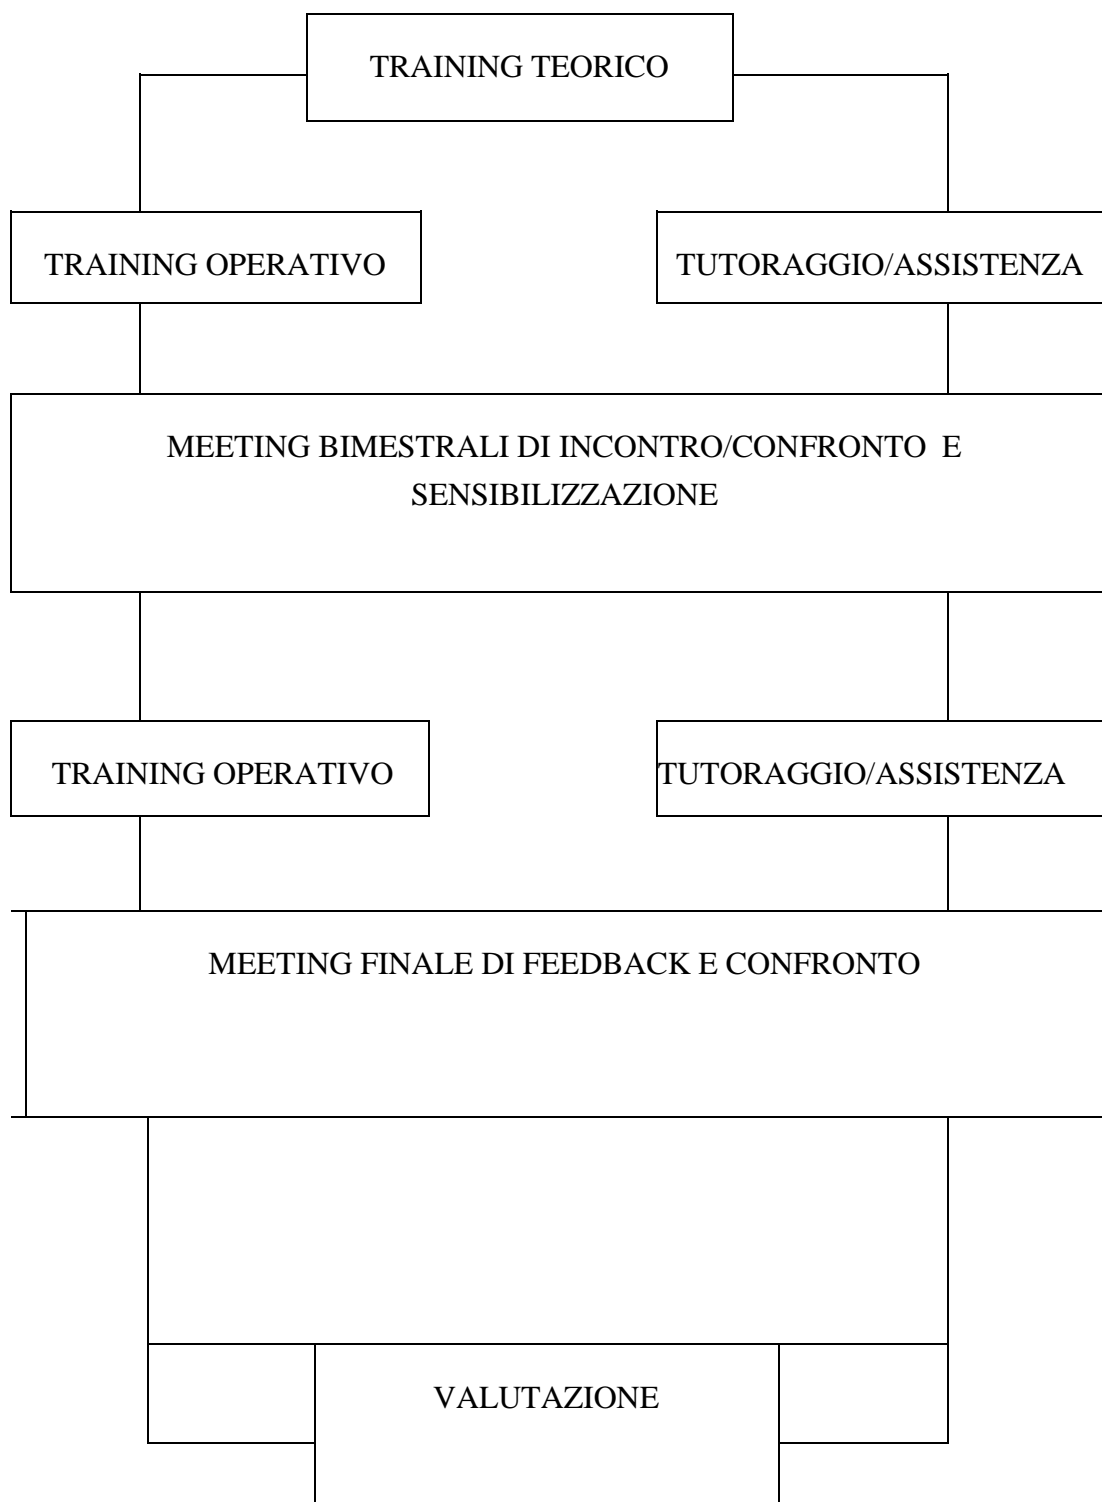 TRAINING TEORICO
TRAINING OPERATIVO
TUTORAGGIO/ASSISTENZA
MEETING BIMESTRALI DI INCONTRO/CONFRONTO E
SENSIBILIZZAZIONE
TRAINING OPERATIVO
TUTORAGGIO/ASSISTENZA
MEETING FINALE DI FEEDBACK E CONFRONTO
VALUTAZIONE